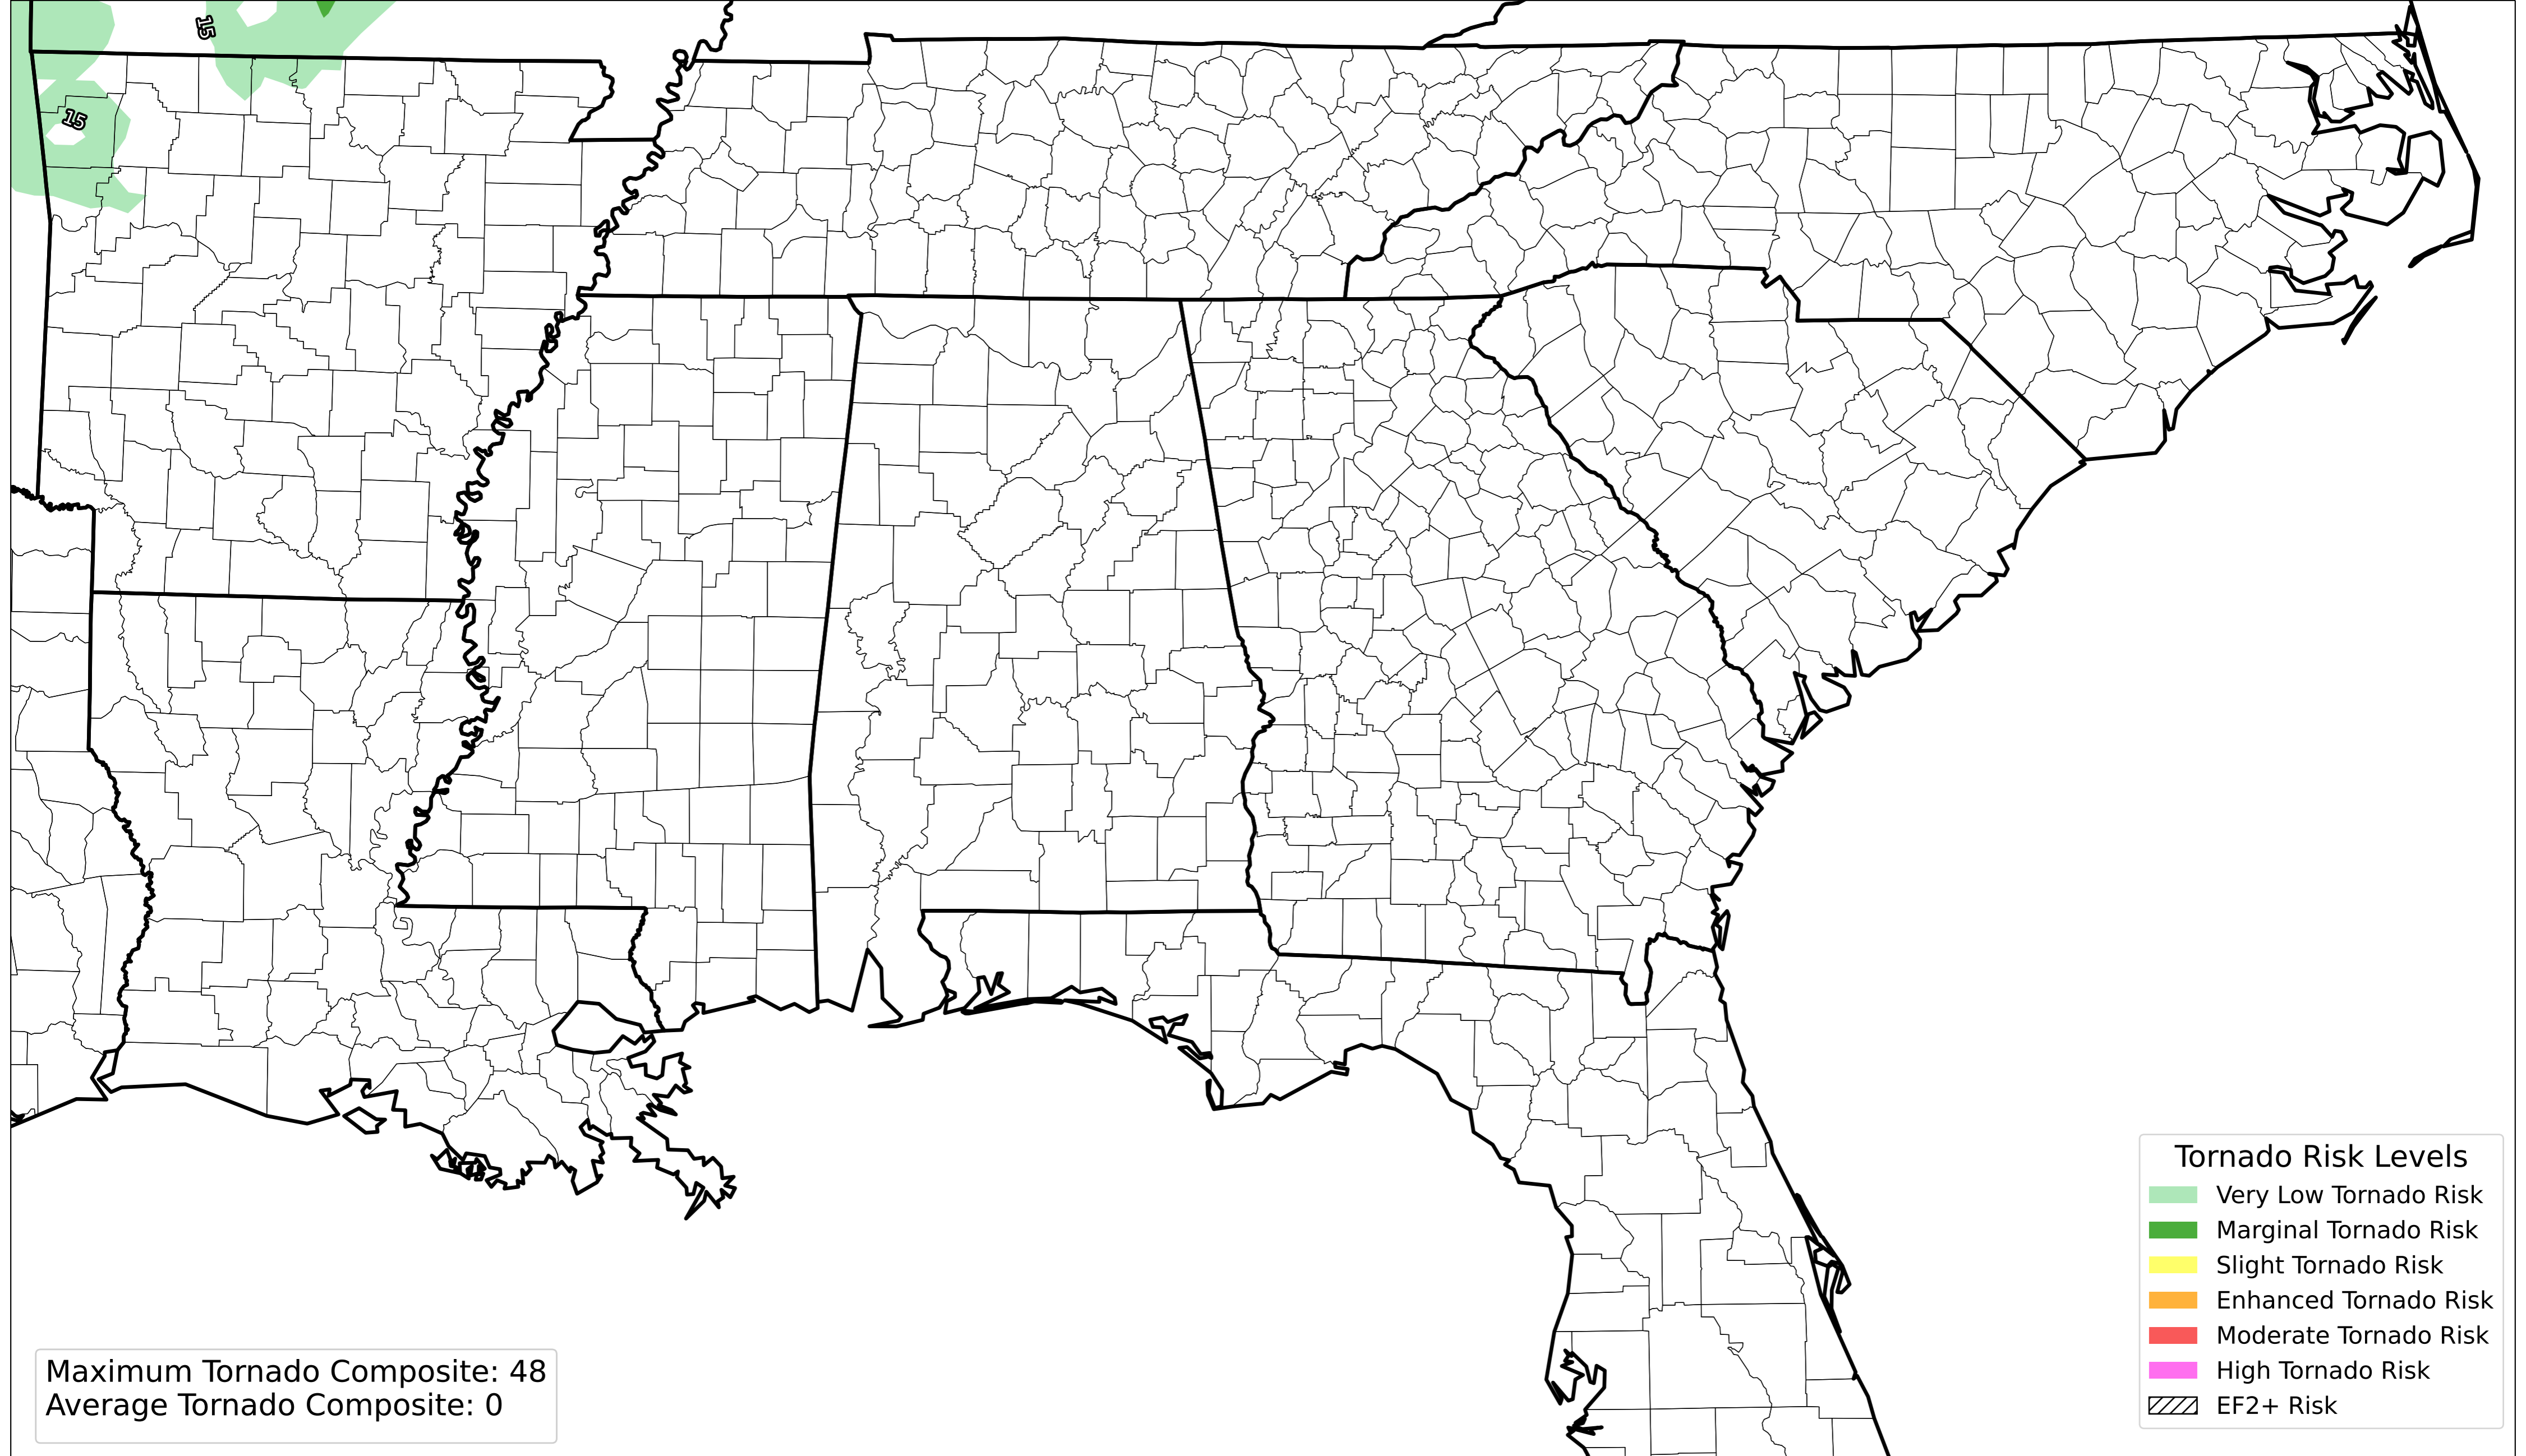 15
15
Tornado Risk Levels
Very Low Tornado Risk
Marginal Tornado Risk
Slight Tornado Risk
Enhanced Tornado Risk
Moderate Tornado Risk
High Tornado Risk
EF2+ Risk
Maximum Tornado Composite: 48
Average Tornado Composite: 0